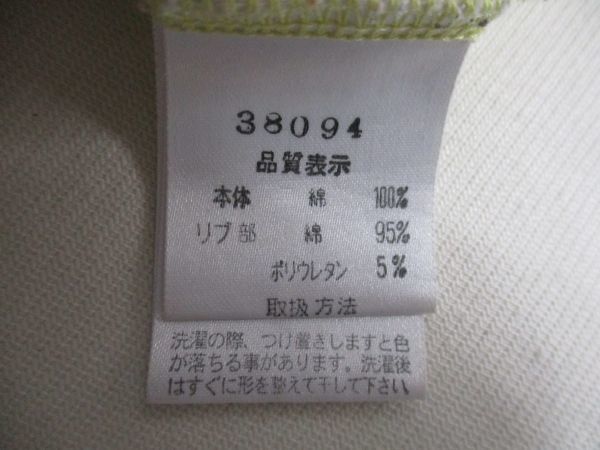 38094
品質表示
本体 綿 100%
リブ部 綿 95%
ポリウレタン 5%
取扱方法
洗濯の際、つけ置きしますと色
が落ちる事があります。洗濯後
はすぐに形を整えて干して下さい